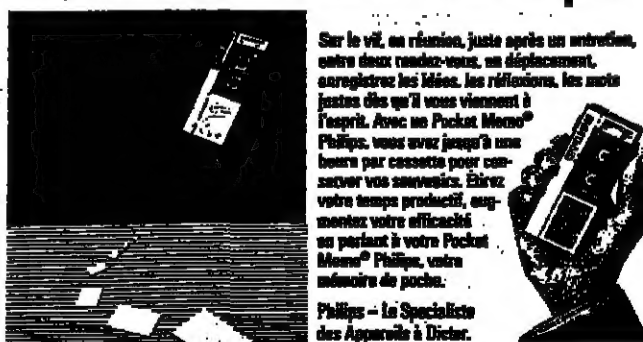 Sur le vif, en réunion, juste après un entretien,
entre deux rendez-vous, en déplacement,
enregistrez les idées, les réflexions, les mots
justes dès qu'il vous viennent à
l'esprit. Avec un Pocket Memo®
Philips, vous avez jusqu'à une
heure par cassette pour con-
server vos souvenirs. Etirez
votre temps productif, aug-
mentez votre efficacité
en parlant à votre Pocket
Memo® Philips, votre
mémoire de poche.
Philips – Le Specialiste
des Appareils à Dicter.